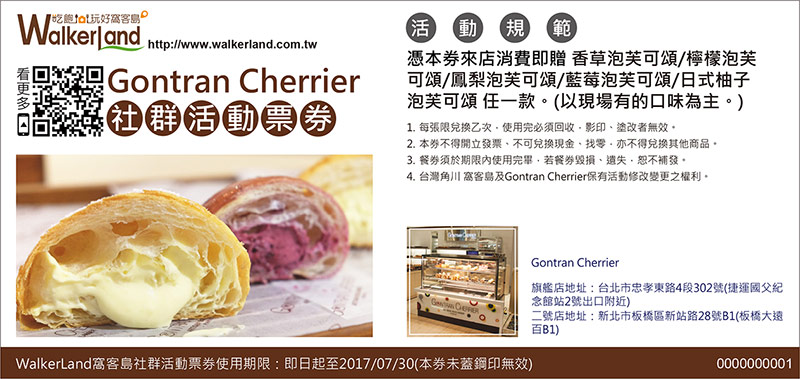 吃飽 玩好窩客島
WalkerLand http://www.walkerland.com.tw
看更多
Gontran Cherrier
社群活動票券
活動規範
憑本券來店消費即贈 香草泡芙可頌/檸檬泡芙
可頌/鳳梨泡芙可頌/藍莓泡芙可頌/日式柚子
泡芙可頌 任一款。(以現場有的口味為主。)
1. 每張限兌換乙次，使用完必須回收，影印、塗改者無效。
2. 本券不得開立發票、不可兌換現金、找零，亦不得兌換其他商品。
3. 餐券須於期限內使用完畢，若餐券毀損、遺失，恕不補發。
4. 台灣角川 窩客島及Gontran Cherrier保有活動修改變更之權利。
GONTRAN CHERRIER
Gontran Cherrier
旗艦店地址：台北市忠孝東路4段302號(捷運國父紀
念館站2號出口附近)
二號店地址：新北市板橋區新站路28號B1(板橋大遠
百B1)
WalkerLand窩客島社群活動票券使用期限：即日起至2017/07/30(本券未蓋鋼印無效)
0000000001